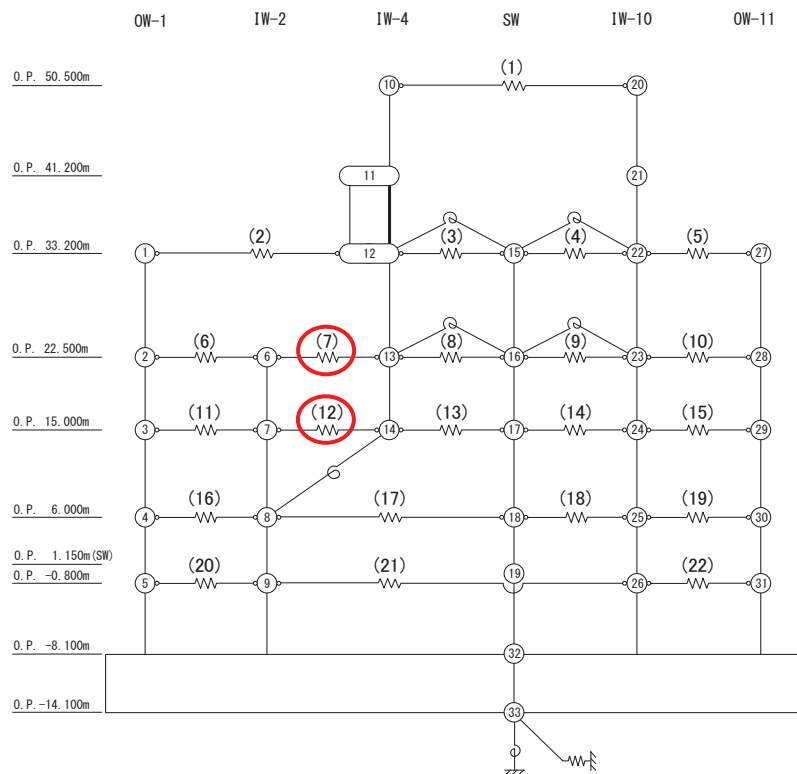 OW-1 IW-2 IW-4 SW IW-10 OW-11
O.P. 50.500m 10 (1) 20
O.P. 41.200m 11 21
O.P. 33.200m 1 (2) 12 (3) 15 (4) 22 (5) 27
O.P. 22.500m 2 (6) 6 (7) 13 (8) 16 (9) 23 (10) 28
O.P. 15.000m 3 (11) 7 (12) 14 (13) 17 (14) 24 (15) 29
O.P. 6.000m 4 (16) 8 (17) 18 (18) 25 (19) 30
O.P. 1.150m(SW) 19
O.P. -0.800m 5 (20) 9 (21) 26 (22) 31
O.P. -8.100m 32
O.P.-14.100m 33